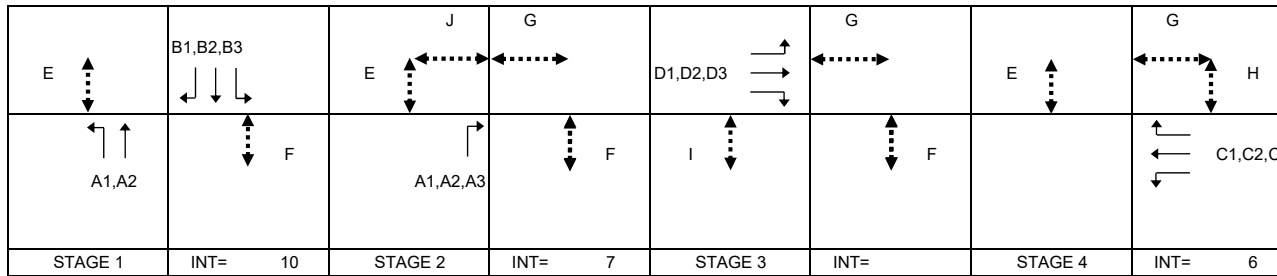 J G G G
B1,B2,B3
E E D1,D2,D3 E H
F F I F C1,C2,C
A1,A2 A1,A2,A3
STAGE 1 INT= 10 STAGE 2 INT= 7 STAGE 3 INT= STAGE 4 INT= 6